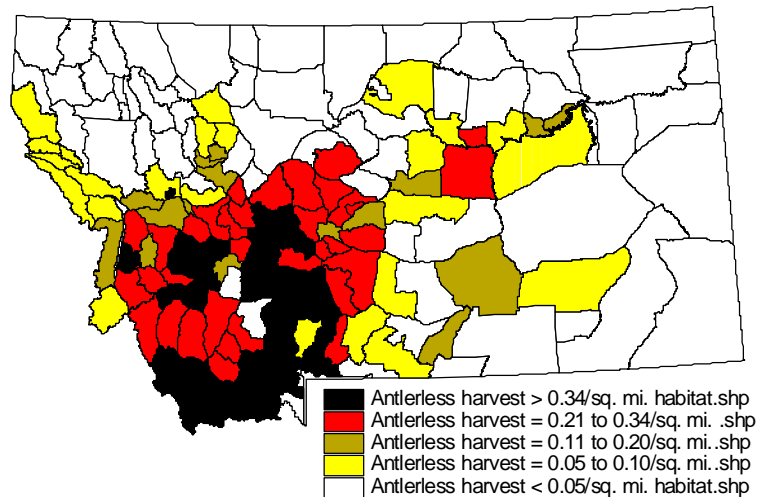 Antlerless harvest > 0.34/sq. mi. habitat.shp
Antlerless harvest = 0.21 to 0.34/sq. mi. .shp
Antlerless harvest = 0.11 to 0.20/sq. mi..shp
Antlerless harvest = 0.05 to 0.10/sq. mi..shp
Antlerless harvest < 0.05/sq. mi. habitat.shp